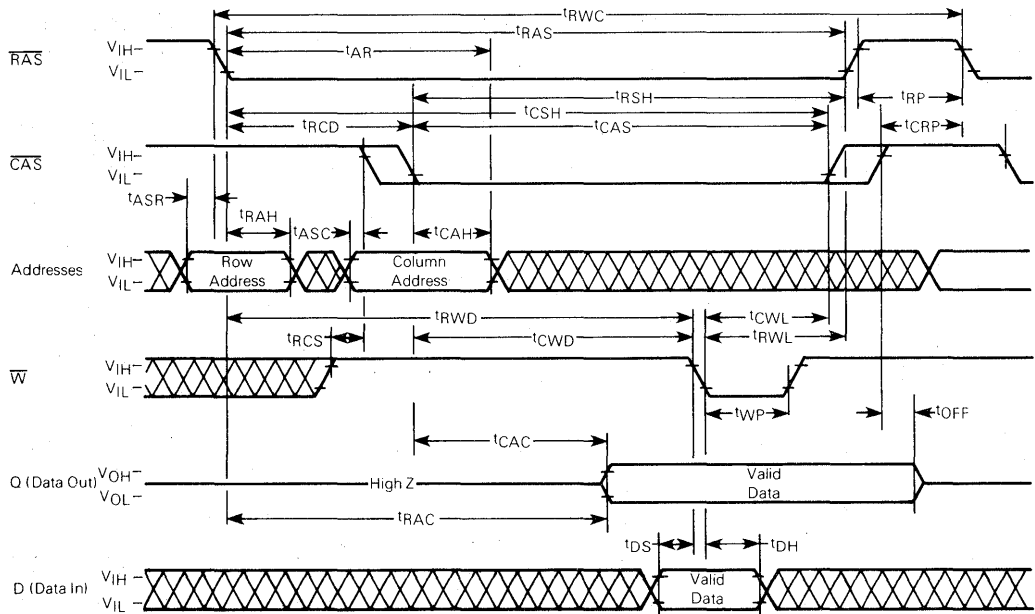 tRWC
tRAS
tAR
RAS
VIH
VIL
tRSH
tRP
tCSH
tRCD
tCAS
tCRP
CAS
VIH
VIL
tASR
tRAH
tASC
tCAH
Addresses
VIH
VIL
Row
Address
Column
Address
tRWD
tCWL
tRCS
tCWD
tRWL
W
VIH
VIL
tWP
tOFF
tCAC
Q (Data Out)
VOH
VOL
High Z
Valid
Data
tRAC
tDS
tDH
D (Data In)
VIH
VIL
Valid
Data